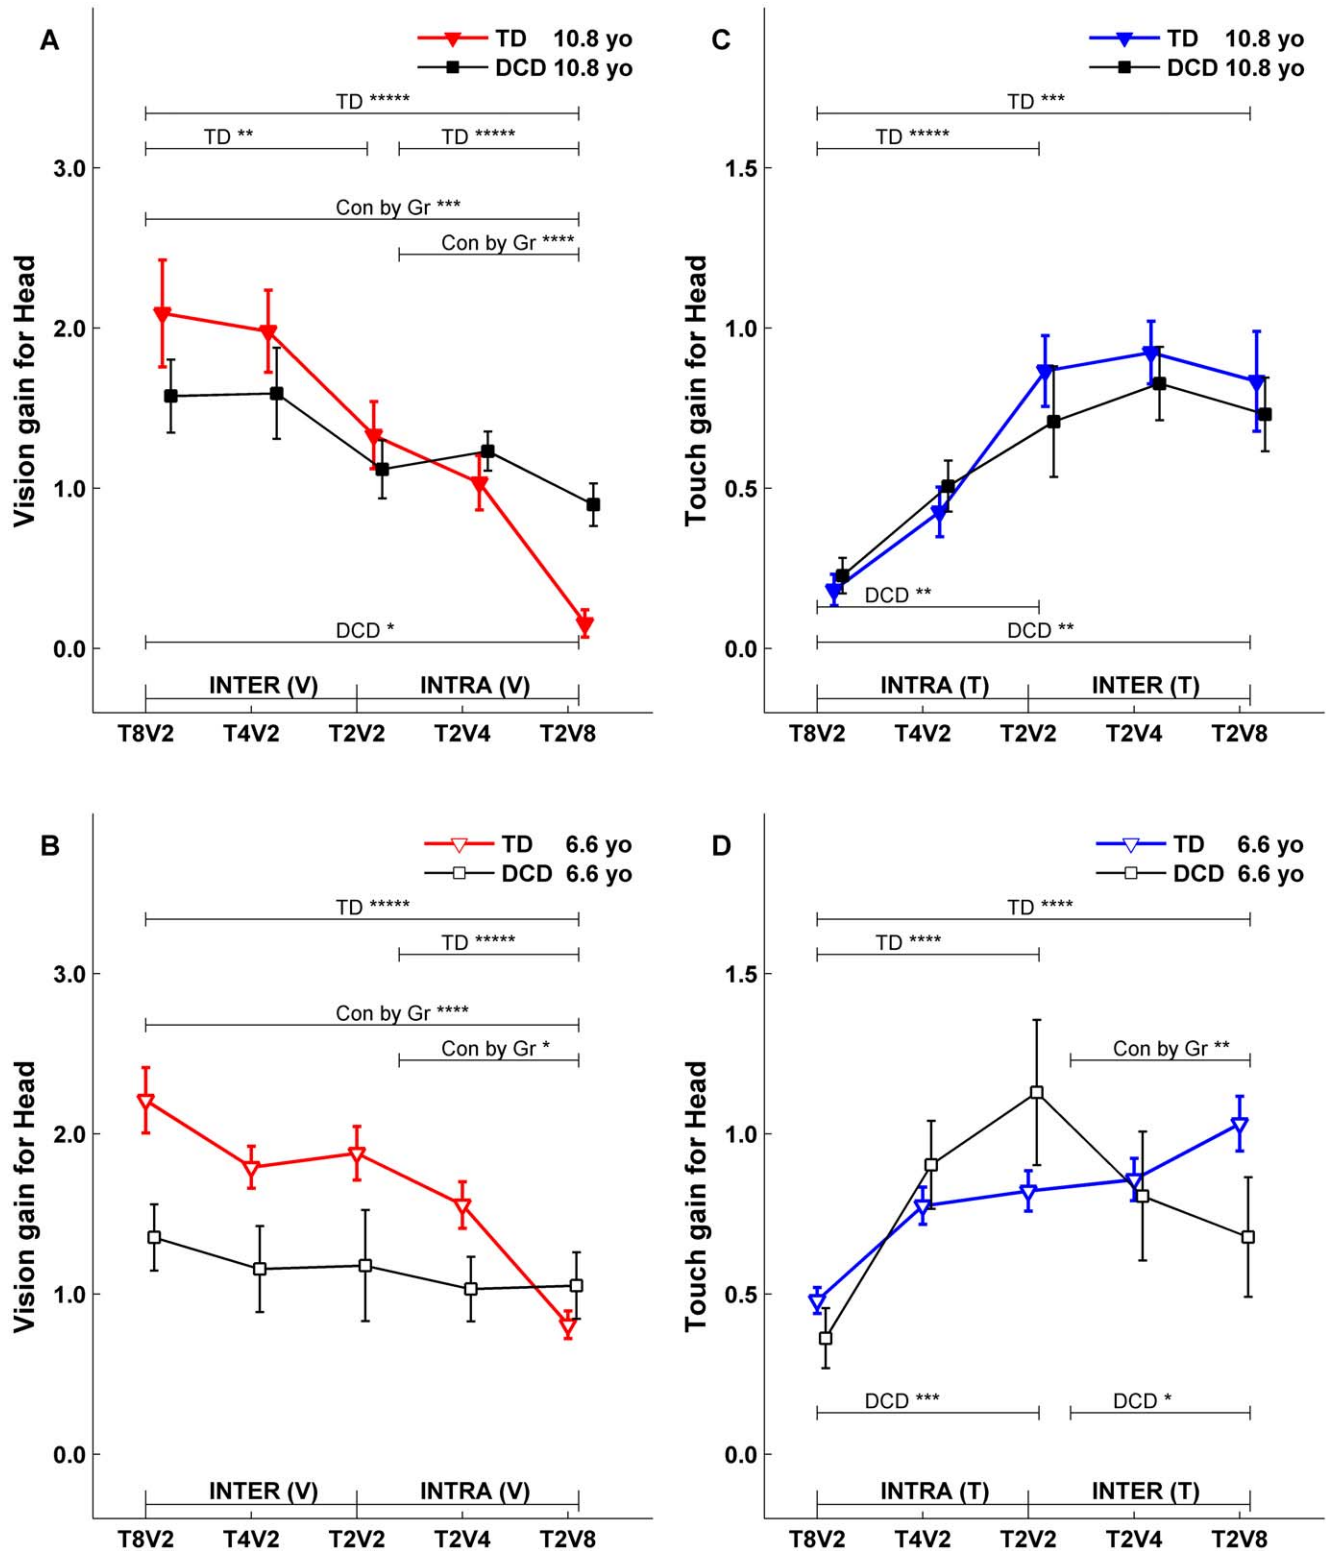 A
TD 10.8 yo
DCD 10.8 yo
TD *****
TD ** TD *****
3.0
Con by Gr ***
Con by Gr ****
2.0
1.0
DCD *
0.0
Vision gain for Head
INTER (V) INTRA (V)
T8V2 T4V2 T2V2 T2V4 T2V8
C
TD 10.8 yo
DCD 10.8 yo
TD ***
TD *****
1.5
1.0
0.5
DCD **
DCD **
0.0
Touch gain for Head
INTRA (T) INTER (T)
T8V2 T4V2 T2V2 T2V4 T2V8
B
TD 6.6 yo
DCD 6.6 yo
TD *****
TD *****
3.0
Con by Gr ****
Con by Gr *
2.0
1.0
0.0
Vision gain for Head
INTER (V) INTRA (V)
T8V2 T4V2 T2V2 T2V4 T2V8
D
TD 6.6 yo
DCD 6.6 yo
TD ****
TD ****
1.5
Con by Gr **
1.0
0.5
DCD *** DCD *
0.0
Touch gain for Head
INTRA (T) INTER (T)
T8V2 T4V2 T2V2 T2V4 T2V8